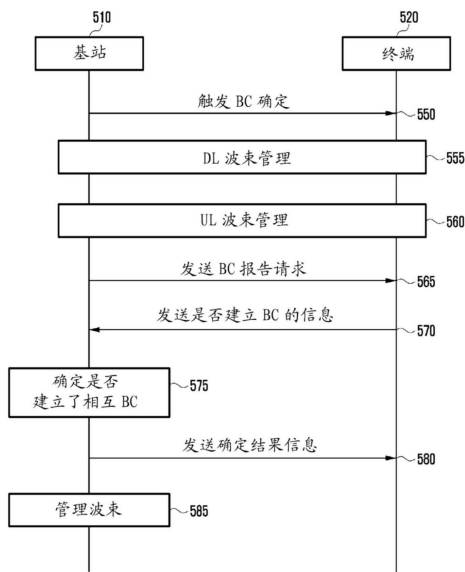 510
520
基站
终端
触发 BC 确定
550
DL 波束管理
555
UL 波束管理
560
发送 BC 报告请求
565
发送是否建立 BC 的信息
570
确定是否
建立了相互 BC
575
发送确定结果信息
580
管理波束
585